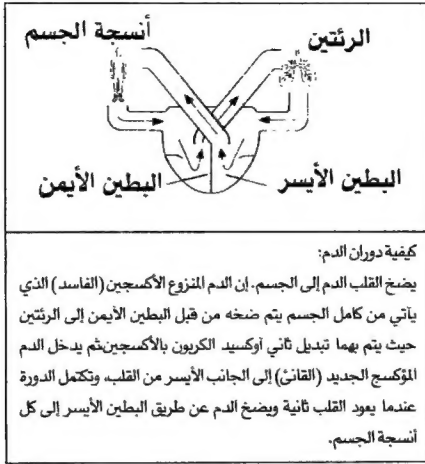 أنسجة الجسم
الرئتين
البطين الأيمن
البطين الأيسر
كيفية دوران الدم:
يضخ القلب الدم إلى الجسم. إن الدم المنزوع الأكسجين (الفاسد) الذي
يآتي من كامل الجسم يتم ضخه من قبل البطين الأيمن إلى الرئتين
حيث يتم بهما تبديل ثاني آوكسيد الكربون بالأكسجين،ثم يدخل الدم
المؤكسج الجديد (القانئ) إلى الجانب الأيسر من القلب، وتكتمل الدورة
عندما يعود القلب ثانية ويضخ الدم عن طريق البطين الأيسر إلى كل
أنسجة الجسم.